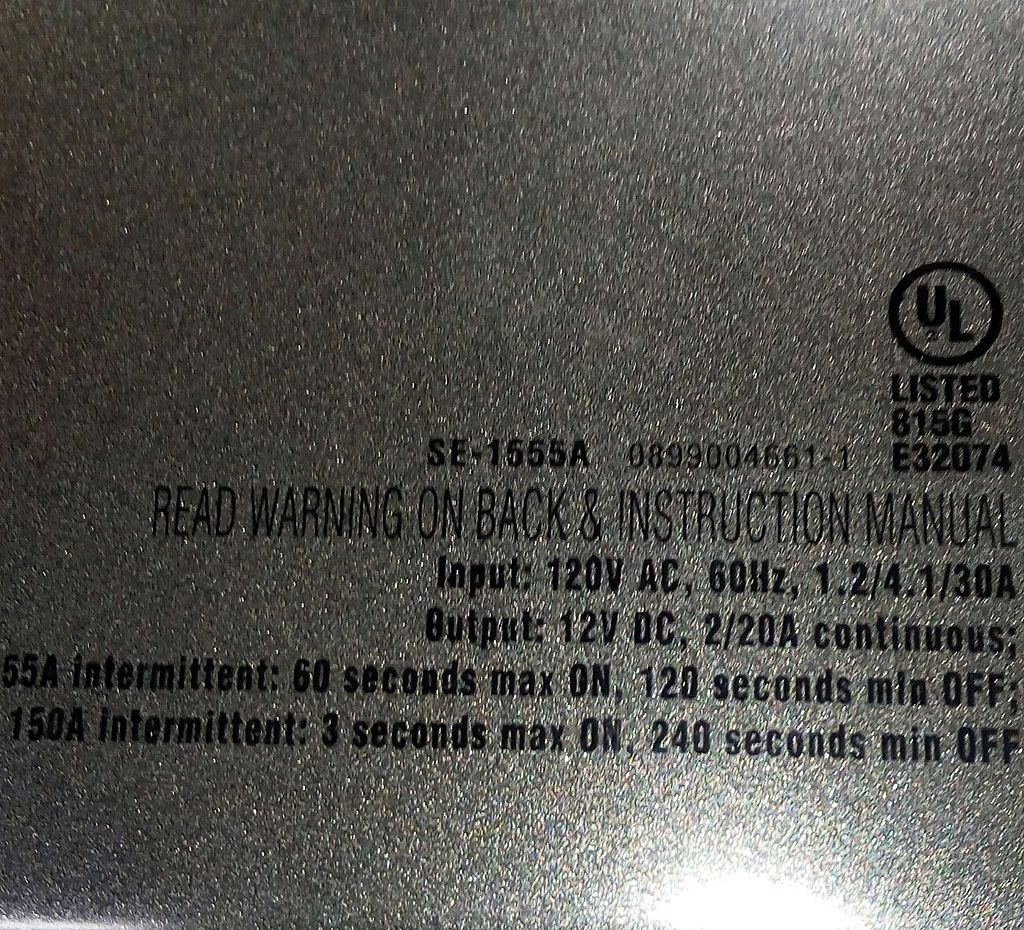 UL
LISTED
815G
SE-1555A 0899004661-1 E32074
READ WARNING ON BACK & INSTRUCTION MANUAL
Input: 120V AC, 60Hz, 1.2/4.1/30A
Output: 12V DC, 2/20A continuous;
55A intermittent: 60 seconds max ON, 120 seconds min OFF;
150A intermittent: 3 seconds max ON, 240 seconds min OFF